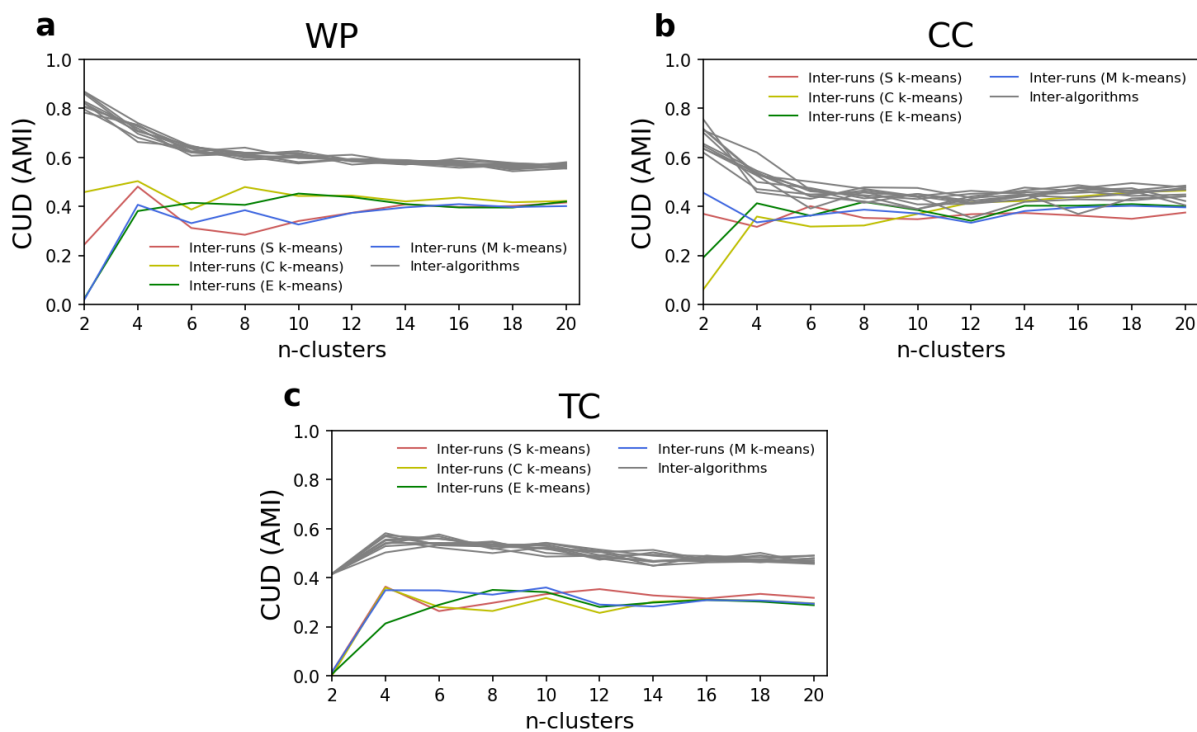 a
WP
CUD (AMI)
1.0
0.8
0.6
0.4
0.2
0.0
Inter-runs (S k-means)
Inter-runs (C k-means)
Inter-runs (E k-means)
Inter-runs (M k-means)
Inter-algorithms
2 4 6 8 10 12 14 16 18 20
n-clusters
b
CC
CUD (AMI)
1.0
0.8
0.6
0.4
0.2
0.0
Inter-runs (S k-means)
Inter-runs (C k-means)
Inter-runs (E k-means)
Inter-runs (M k-means)
Inter-algorithms
2 4 6 8 10 12 14 16 18 20
n-clusters
c
TC
CUD (AMI)
1.0
0.8
0.6
0.4
0.2
0.0
Inter-runs (S k-means)
Inter-runs (C k-means)
Inter-runs (E k-means)
Inter-runs (M k-means)
Inter-algorithms
2 4 6 8 10 12 14 16 18 20
n-clusters